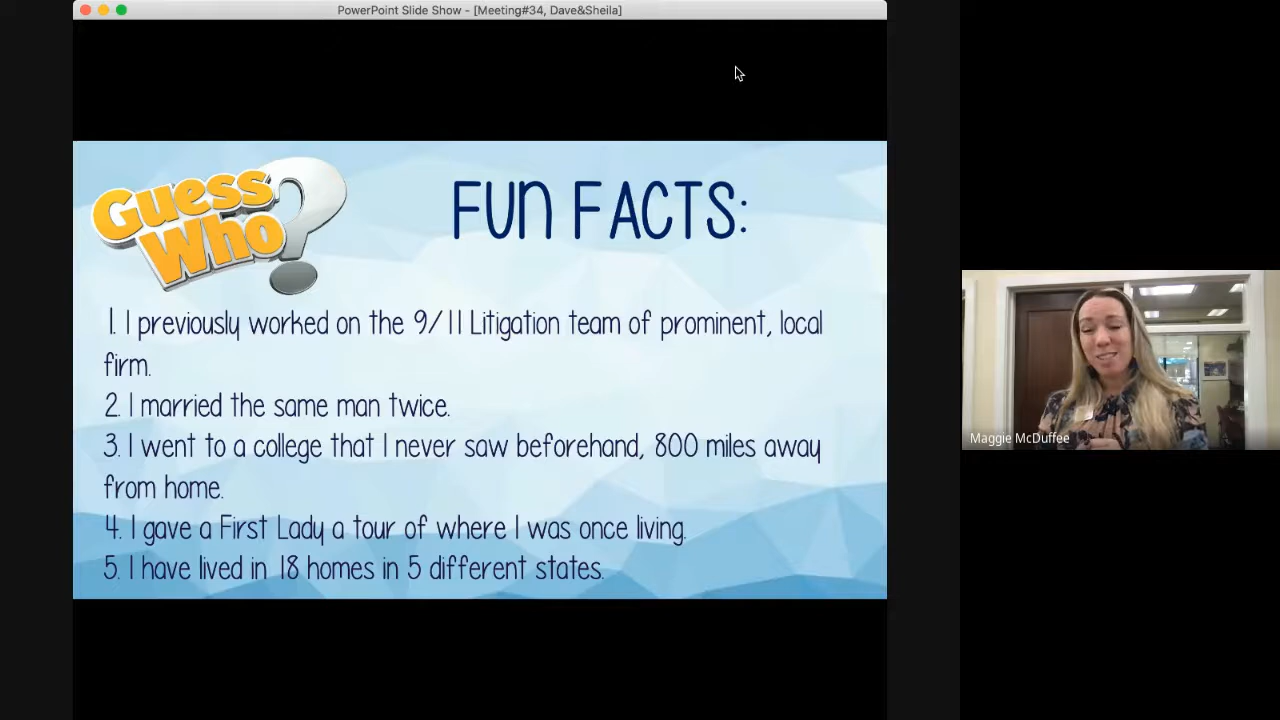 PowerPoint Slide Show - [Meeting#34, Dave&Sheila]
Guess
Who?
FUN FACTS:
1. I previously worked on the 9/11 Litigation team of prominent, local
firm.
2. I married the same man twice.
3. I went to a college that I never saw beforehand, 800 miles away
from home.
4. I gave a First Lady a tour of where I was once living.
5. I have lived in 18 homes in 5 different states.
Maggie McDuffee